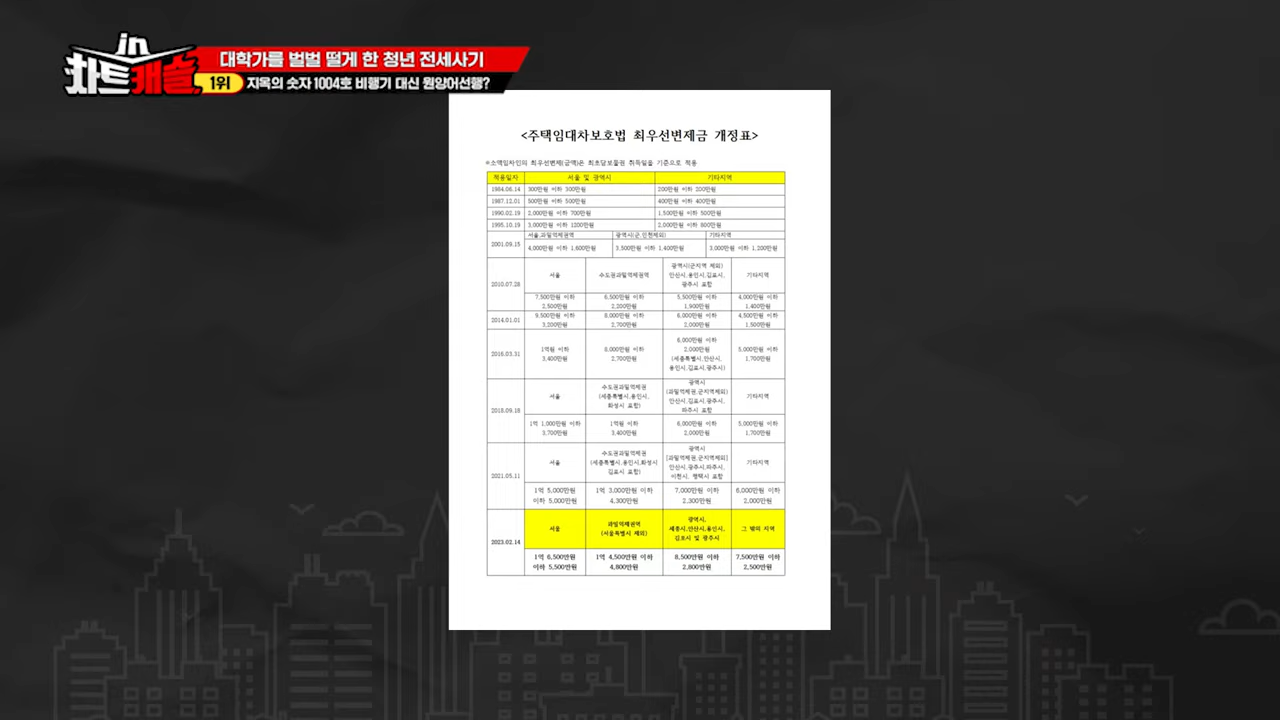 in
차트캐슬
대학가를 벌벌 떨게 한 청년 전세사기
1위 지옥의 숫자 1004호 비행기 대신 원양어선행?
<주택임대차보호법 최우선변제금 개정표>
※소액임차인의 최우선변제(금액)은 최초담보물권 취득일을 기준으로 적용
적용일자 서울 및 광역시 기타지역
1984.06.14 300만원 이하 300만원 200만원 이하 200만원
1987.12.01 500만원 이하 500만원 400만원 이하 400만원
1990.02.19 2,000만원 이하 700만원 1,500만원 이하 500만원
1995.10.19 3,000만원 이하 1200만원 2,000만원 이하 800만원
2001.09.15
서울,과밀억제권역 광역시(군,인천제외) 기타지역
4,000만원 이하 1,600만원 3,500만원 이하 1,400만원 3,000만원 이하 1,200만원
2010.07.26
서울
수도권과밀억제권역
광역시(군지역 제외)
안산시,용인시,김포시,
광주시 포함
기타지역
7,500만원 이하
2,500만원
6,500만원 이하
2,200만원
5,500만원 이하
1,900만원
4,000만원 이하
1,400만원
2014.01.01
9,500만원 이하
3,200만원
8,000만원 이하
2,700만원
6,000만원 이하
2,000만원
4,500만원 이하
1,500만원
2016.03.31
1억원 이하
3,400만원
8,000만원 이하
2,700만원
6,000만원 이하
2,000만원
(세종특별시,안산시,
용인시,김포시,광주시)
5,000만원 이하
1,700만원
2018.09.18
서울
수도권과밀억제권
(세종특별시,용인시,
화성시 포함)
광역시
(과밀억제권,군지역제외)
안산시,김포시,광주시,
파주시 포함
기타지역
1억 1,000만원 이하
3,700만원
1억원 이하
3,400만원
6,000만원 이하
2,000만원
5,000만원 이하
1,700만원
2021.05.11
서울
수도권과밀억제권
(세종특별시,용인시,화성시
김포시 포함)
광역시
[과밀억제권,군지역제외]
안산시,광주시,파주시,
이천시, 평택시 포함
기타지역
1억 5,000만원
이하 5,000만원
1억 3,000만원 이하
4,300만원
7,000만원 이하
2,300만원
6,000만원 이하
2,000만원
2023.02.14
서울
과밀억제권역
(서울특별시 제외)
광역시,
세종시,안산시,용인시,
김포시 및 광주시
그 밖의 지역
1억 6,500만원
이하 5,500만원
1억 4,500만원 이하
4,800만원
8,500만원 이하
2,800만원
7,500만원 이하
2,500만원